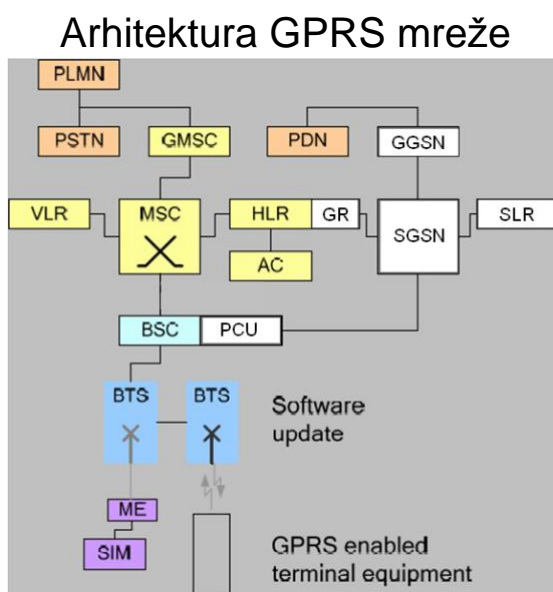 Arhitektura GPRS mreže
PLMN
PSTN
GMSC
PDN
GGSN
VLR
MSC
HLR
GR
SGSN
SLR
AC
BSC
PCU
BTS
BTS
Software
update
ME
SIM
GPRS enabled
terminal equipment